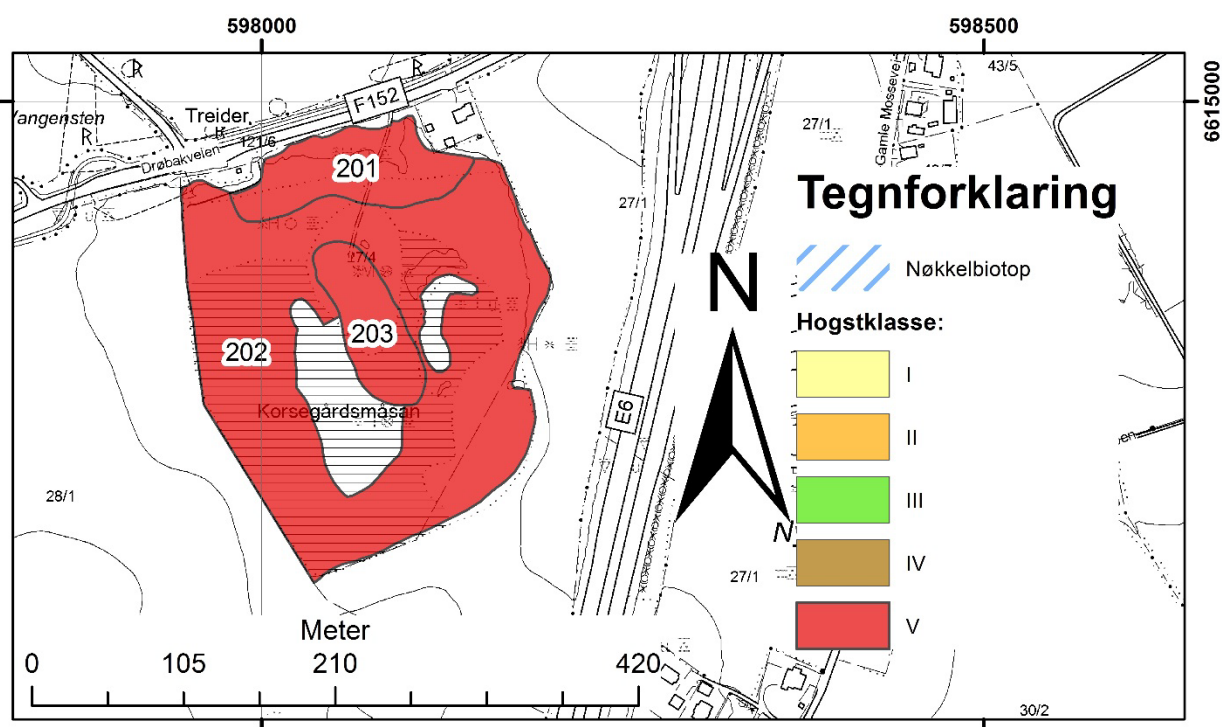 598000
598500
6615000
43/5
Gamle Mossevei
27/1
F152
Treider
Vangensten
R
R
R
121/6
Drøbakveien
201
27/1
27/4
202
203
Korsegårdsmåsan
E6
28/1
27/1
30/2
N
N
Tegnforklaring
Nøkkelbiotop
Hogstklasse:
I
II
III
IV
V
Meter
0 105 210 420